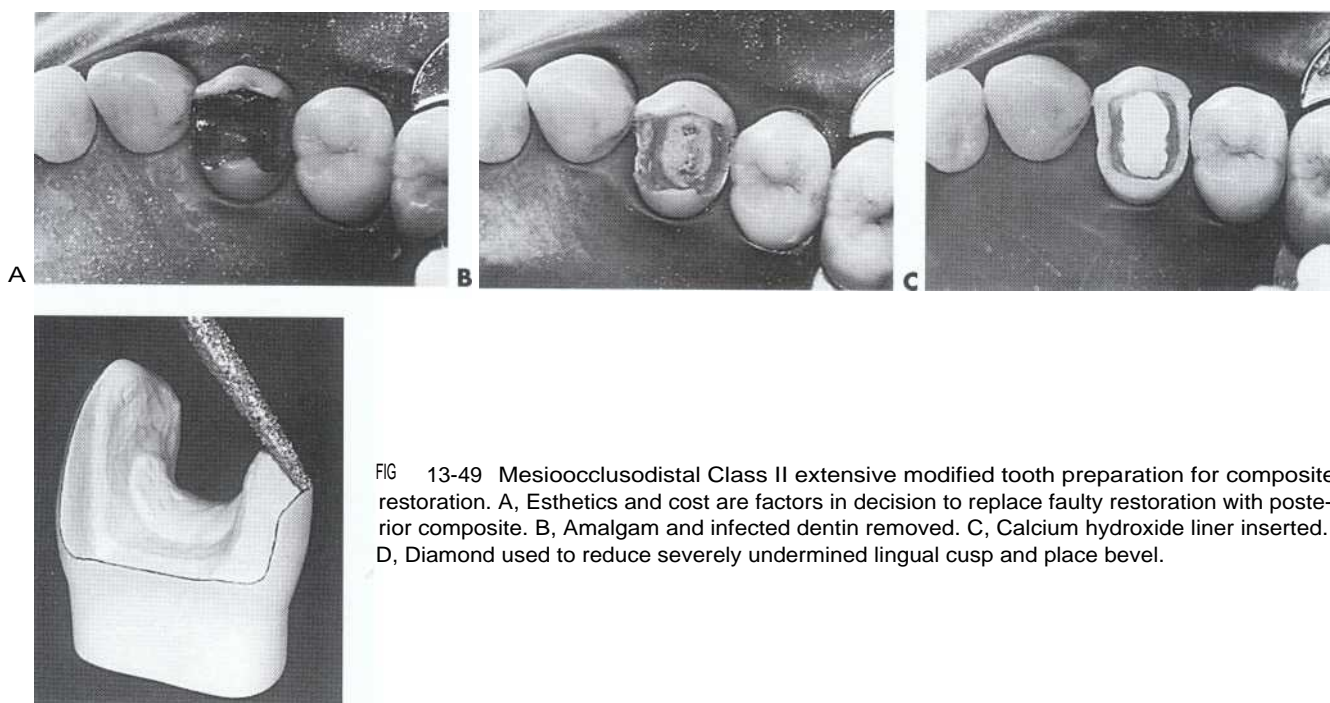 A
B
C
FIG 13-49 Mesioocclusodistal Class II extensive modified tooth preparation for composite
restoration. A, Esthetics and cost are factors in decision to replace faulty restoration with poste-
rior composite. B, Amalgam and infected dentin removed. C, Calcium hydroxide liner inserted.
D, Diamond used to reduce severely undermined lingual cusp and place bevel.